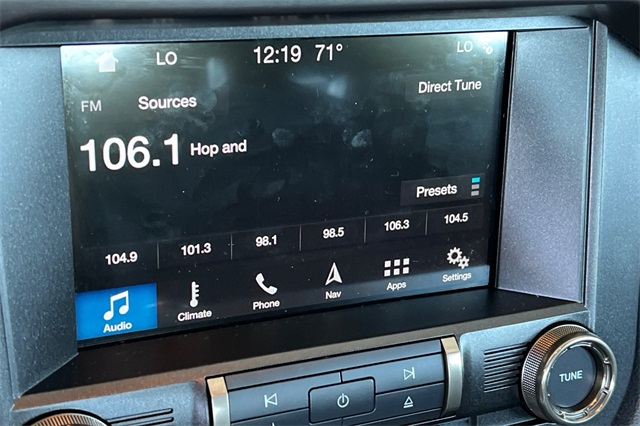 LO 12:19 71° LO
FM Sources Direct Tune
106.1 Hop and
Presets
104.9 101.3 98.1 98.5 106.3 104.5
Audio Climate Phone Nav Apps Settings
TUNE